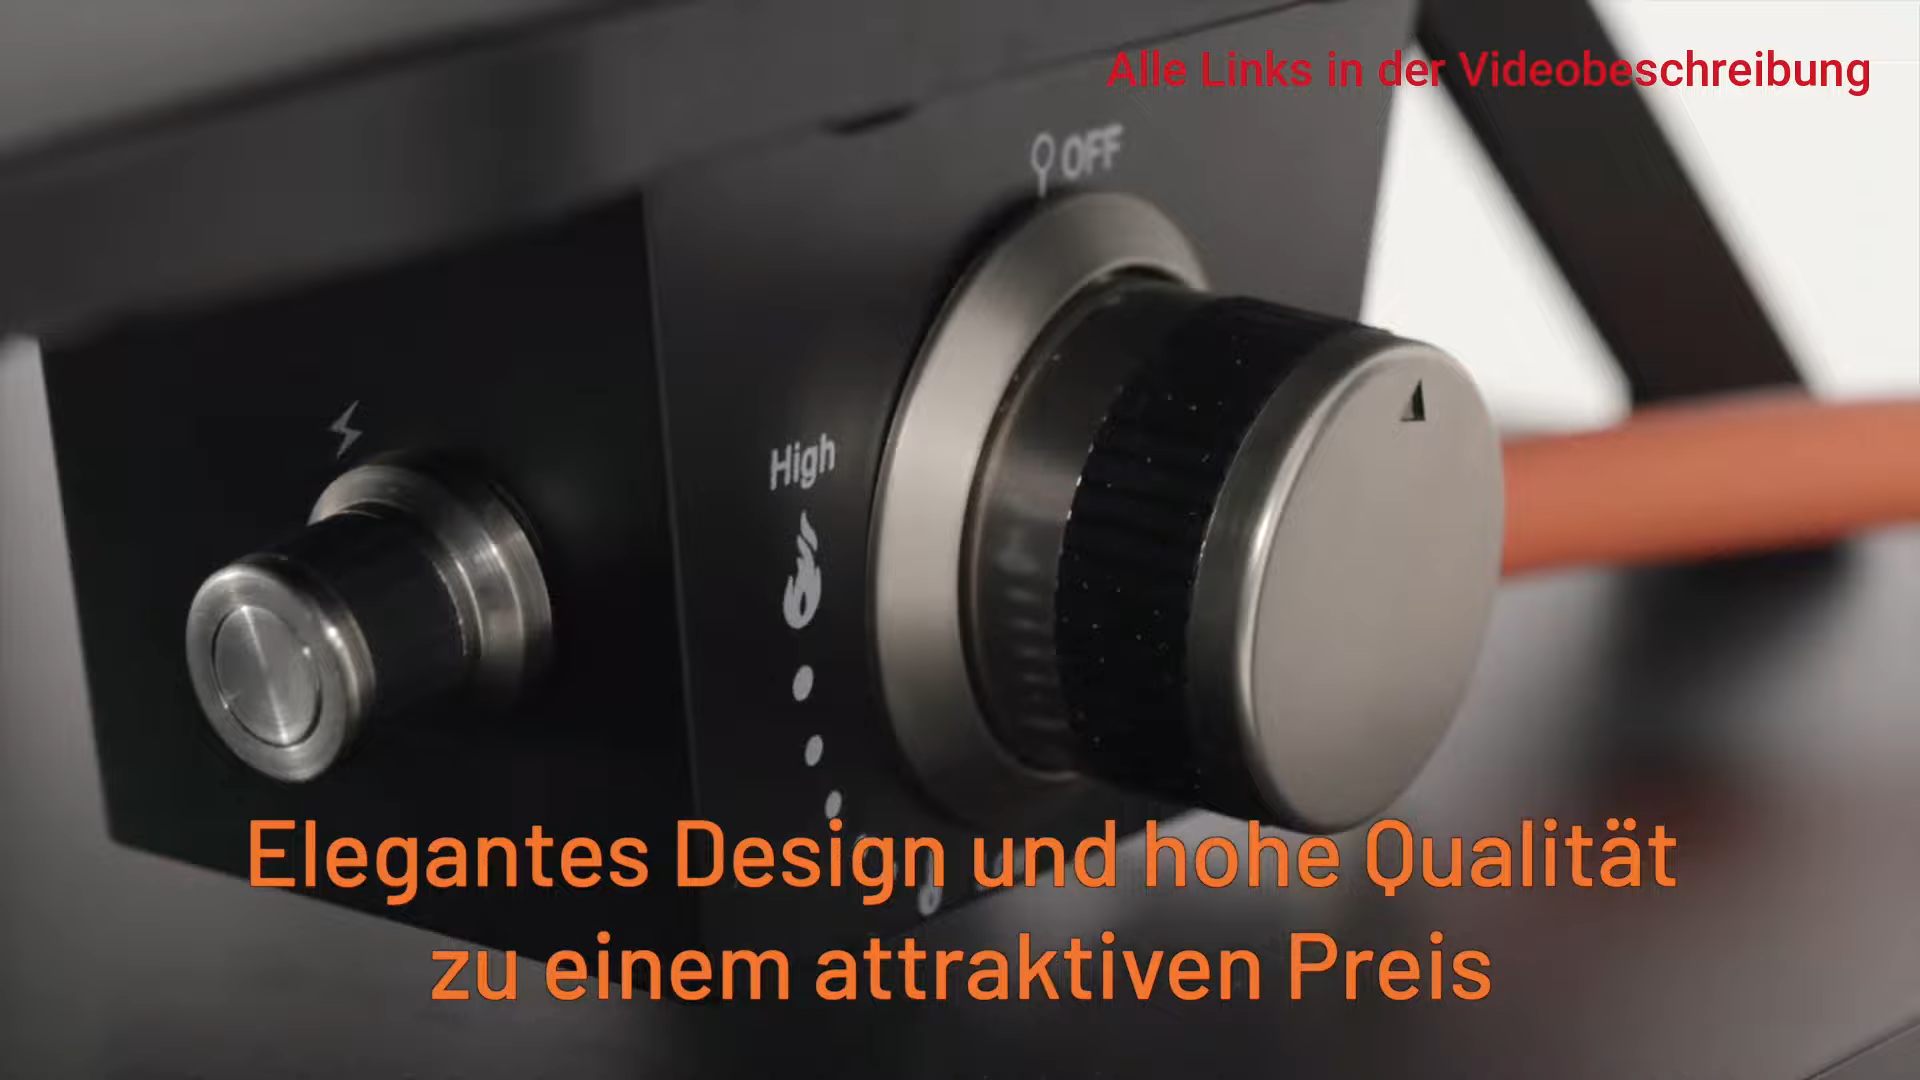 Alle Links in der Videobeschreibung
OFF
High
Elegantes Design und hohe Qualität
zu einem attraktiven Preis